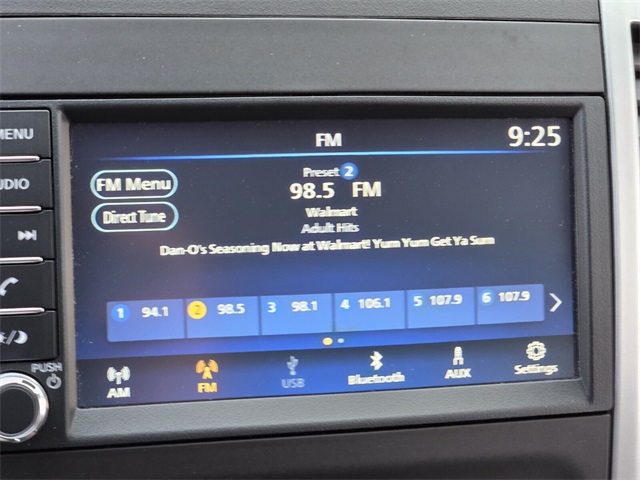 MENU
AUDIO
PUSH
FM 9:25
FM Menu
Direct Tune
Preset 2
98.5 FM
Walmart
Adult Hits
Dan-O's Seasoning Now at Walmart! Yum Yum Get Ya Sum
1 94.1 2 98.5 3 98.1 4 106.1 5 107.9 6 107.9
AM FM USB Bluetooth AUX Settings